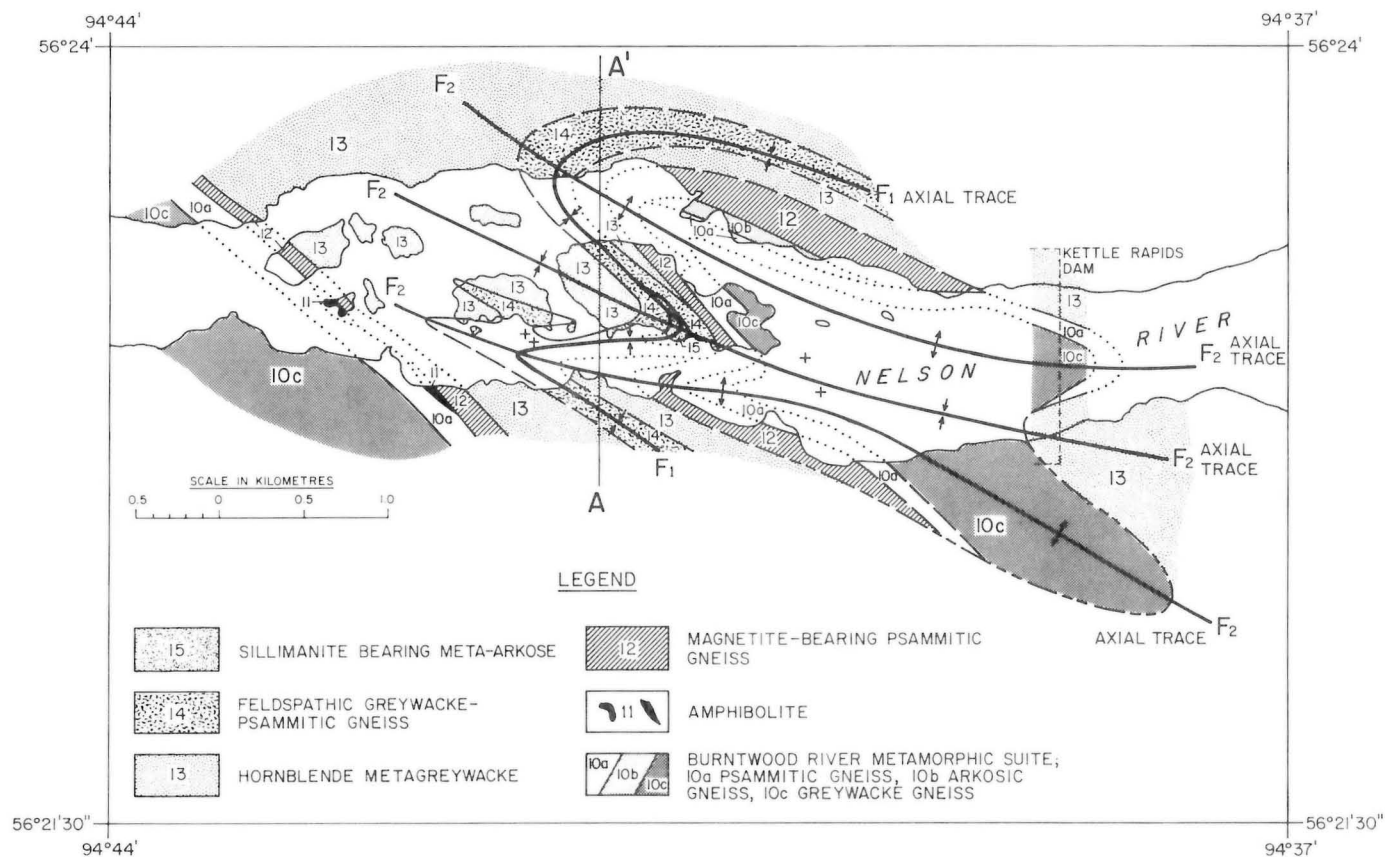 94°44'
94°37'
56°24'
56°24'
A'
F2
13
14
F2
F1 AXIAL TRACE
13
12
10c
10a
10b
10a
13
12
13
13
KETTLE RAPIDS
DAM
F2
13
12
13
11
13
14
13
14
10a
10c
14
15
13
10a
10c
RIVER
F2 AXIAL
TRACE
NELSON
10c
11
12
10a
13
10a
12
14
F1
10a
F2 AXIAL
TRACE
13
10c
SCALE IN KILOMETRES
0.5 0 0.5 1.0
A
AXIAL TRACE F2
LEGEND
15 SILLIMANITE BEARING META-ARKOSE
14 FELDSPATHIC GREYWACKE-
PSAMMITIC GNEISS
13 HORNBLENDE METAGREYWACKE
12 MAGNETITE-BEARING PSAMMITIC
GNEISS
11 AMPHIBOLITE
10a 10b 10c BURNTWOOD RIVER METAMORPHIC SUITE;
10a PSAMMITIC GNEISS, 10b ARKOSIC
GNEISS, 10c GREYWACKE GNEISS
56°21'30"
56°21'30"
94°44'
94°37'